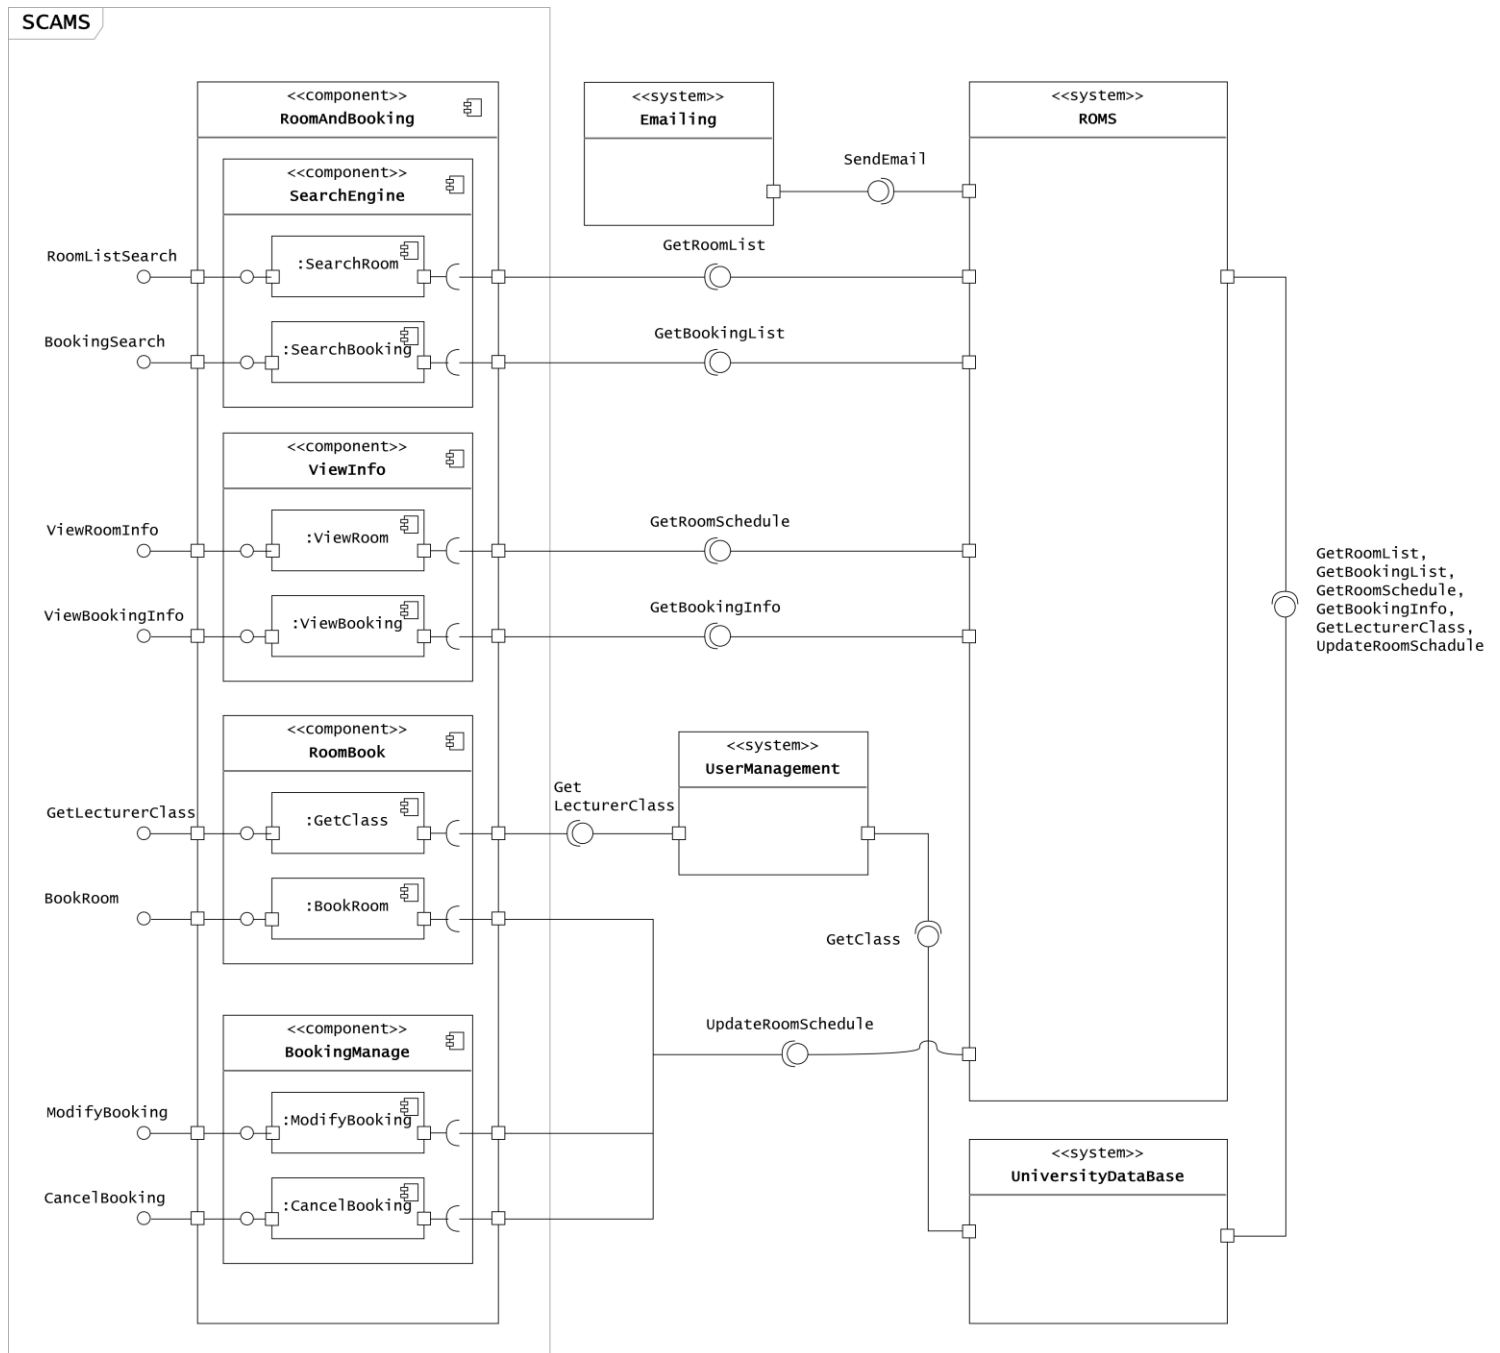 SCAMS
<<component>>
RoomAndBooking
<<component>>
SearchEngine
RoomListSearch
:SearchRoom
BookingSearch
:SearchBooking
<<component>>
ViewInfo
ViewRoomInfo
:ViewRoom
ViewBookingInfo
:ViewBooking
<<component>>
RoomBook
GetLecturerClass
:GetClass
BookRoom
:BookRoom
<<component>>
BookingManage
ModifyBooking
:ModifyBooking
CancelBooking
:CancelBooking
<<system>>
Emailing
SendEmail
GetRoomList
GetBookingList
GetRoomSchedule
GetBookingInfo
Get
LecturerClass
<<system>>
UserManagement
GetClass
UpdateRoomSchedule
<<system>>
ROMS
<<system>>
UniversityDataBase
GetRoomList,
GetBookingList,
GetRoomSchedule,
GetBookingInfo,
GetLecturerClass,
UpdateRoomSchadule